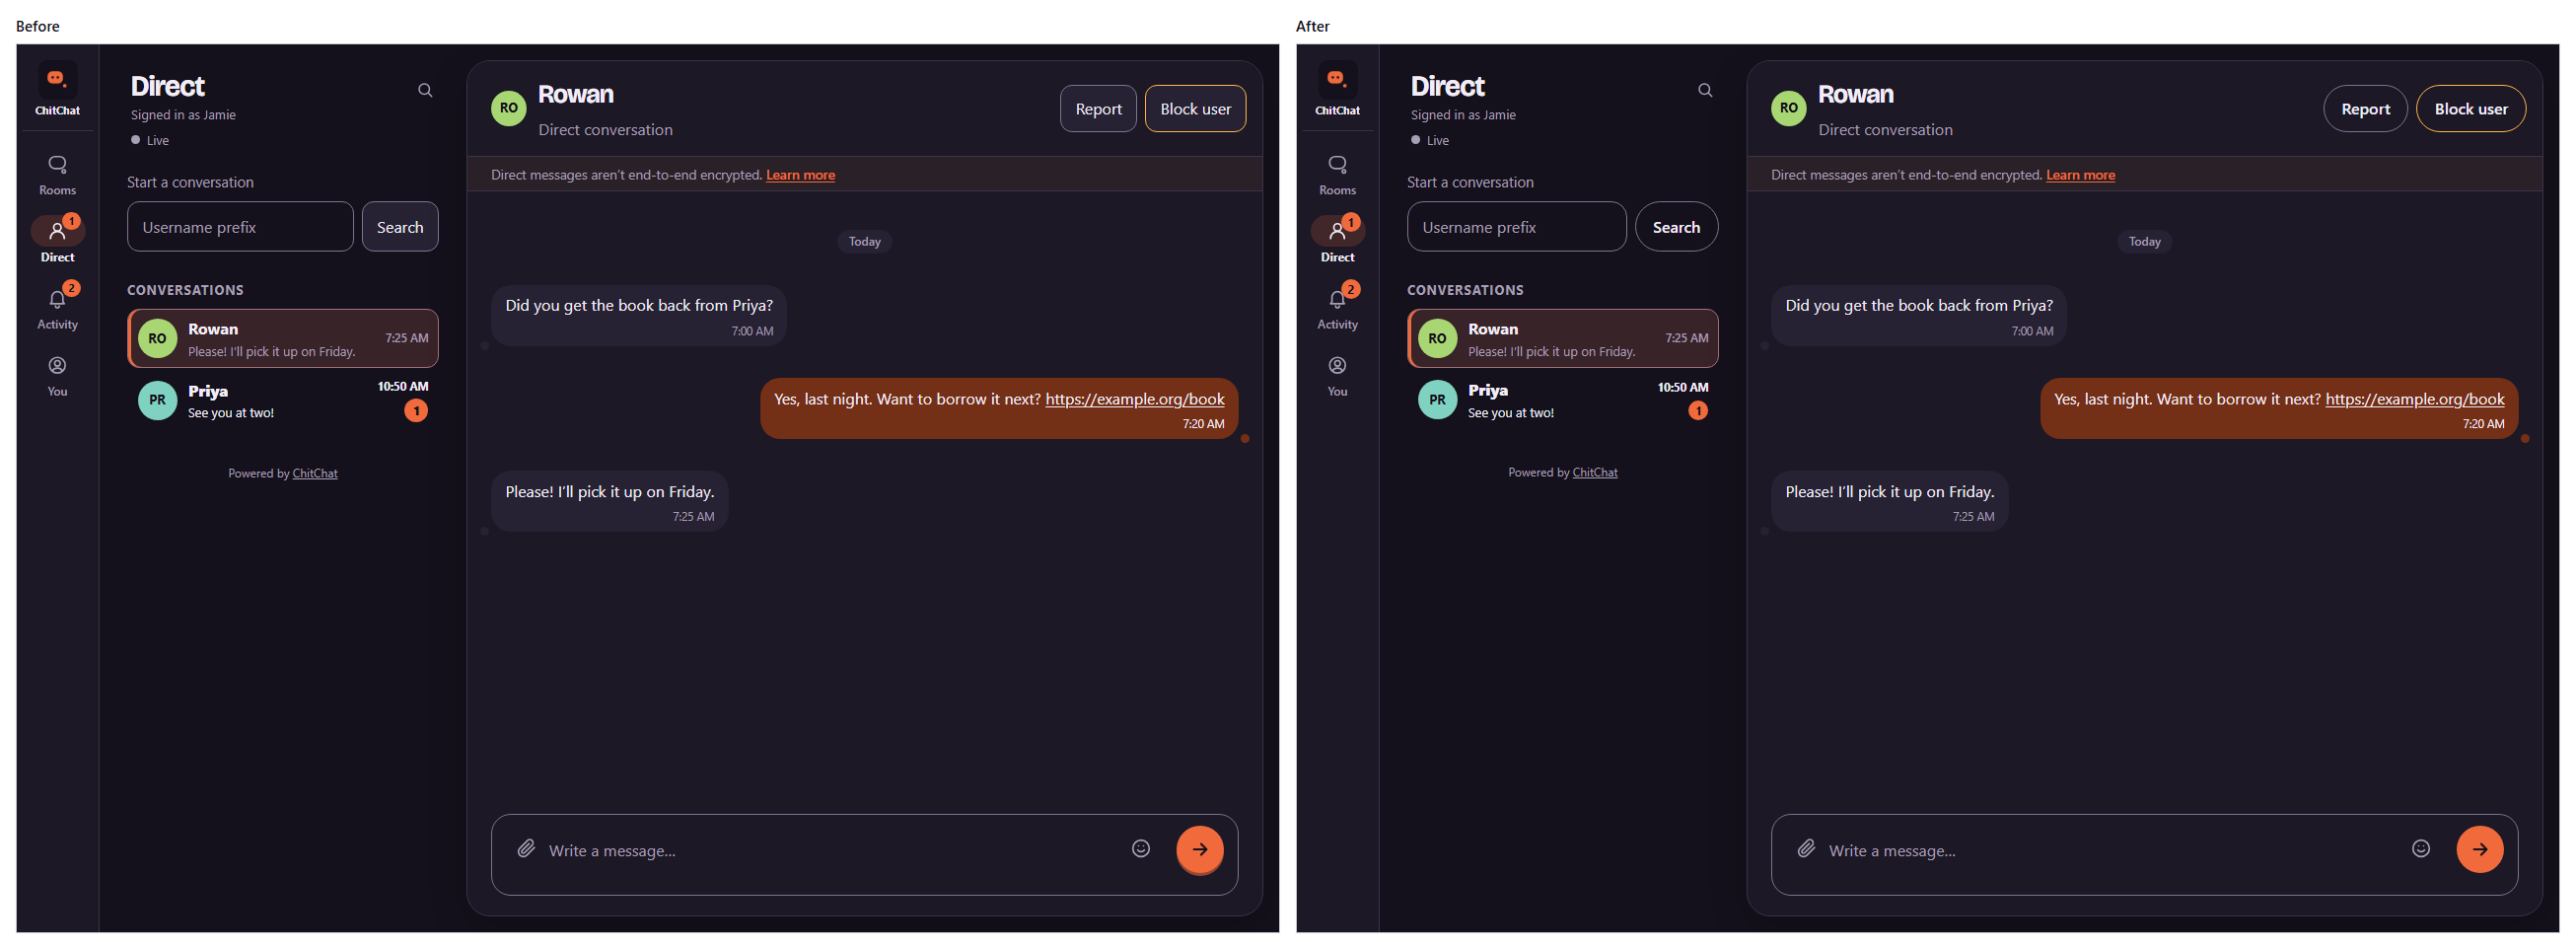 Before
ChitChat
Rooms
1
Direct
2
Activity
You
Direct
Signed in as Jamie
Live
Start a conversation
Username prefix
Search
CONVERSATIONS
RO
Rowan
7:25 AM
Please! I'll pick it up on Friday.
PR
Priya
10:50 AM
See you at two!
1
Powered by ChitChat
RO
Rowan
Direct conversation
Report
Block user
Direct messages aren't end-to-end encrypted. Learn more
Today
Did you get the book back from Priya?
7:00 AM
Yes, last night. Want to borrow it next? https://example.org/book
7:20 AM
Please! I'll pick it up on Friday.
7:25 AM
Write a message...
After
ChitChat
Rooms
1
Direct
2
Activity
You
Direct
Signed in as Jamie
Live
Start a conversation
Username prefix
Search
CONVERSATIONS
RO
Rowan
7:25 AM
Please! I'll pick it up on Friday.
PR
Priya
10:50 AM
See you at two!
1
Powered by ChitChat
RO
Rowan
Direct conversation
Report
Block user
Direct messages aren't end-to-end encrypted. Learn more
Today
Did you get the book back from Priya?
7:00 AM
Yes, last night. Want to borrow it next? https://example.org/book
7:20 AM
Please! I'll pick it up on Friday.
7:25 AM
Write a message...